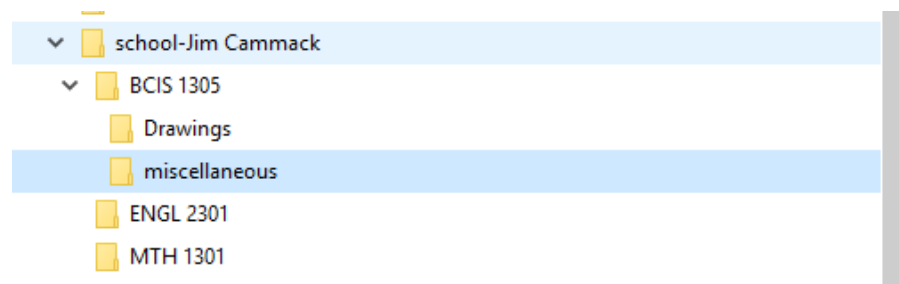 school-Jim Cammack
BCIS 1305
Drawings
miscellaneous
ENGL 2301
MTH 1301